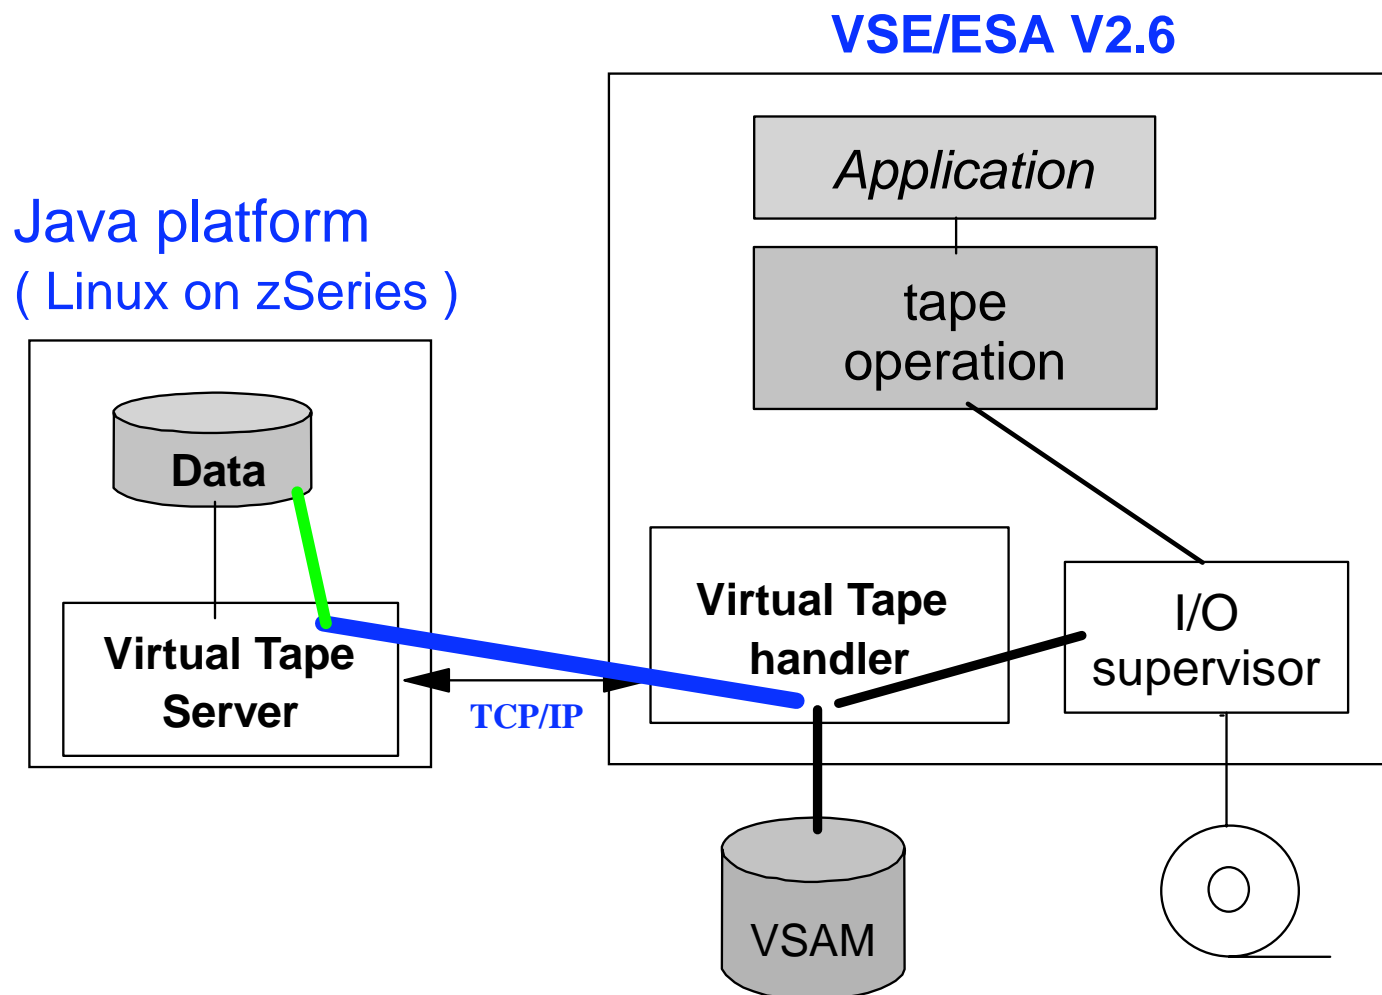 VSE/ESA V2.6
Application
Java platform
( Linux on zSeries )
tape
operation
Data
Virtual Tape
handler
I/O
supervisor
Virtual Tape
Server
TCP/IP
VSAM